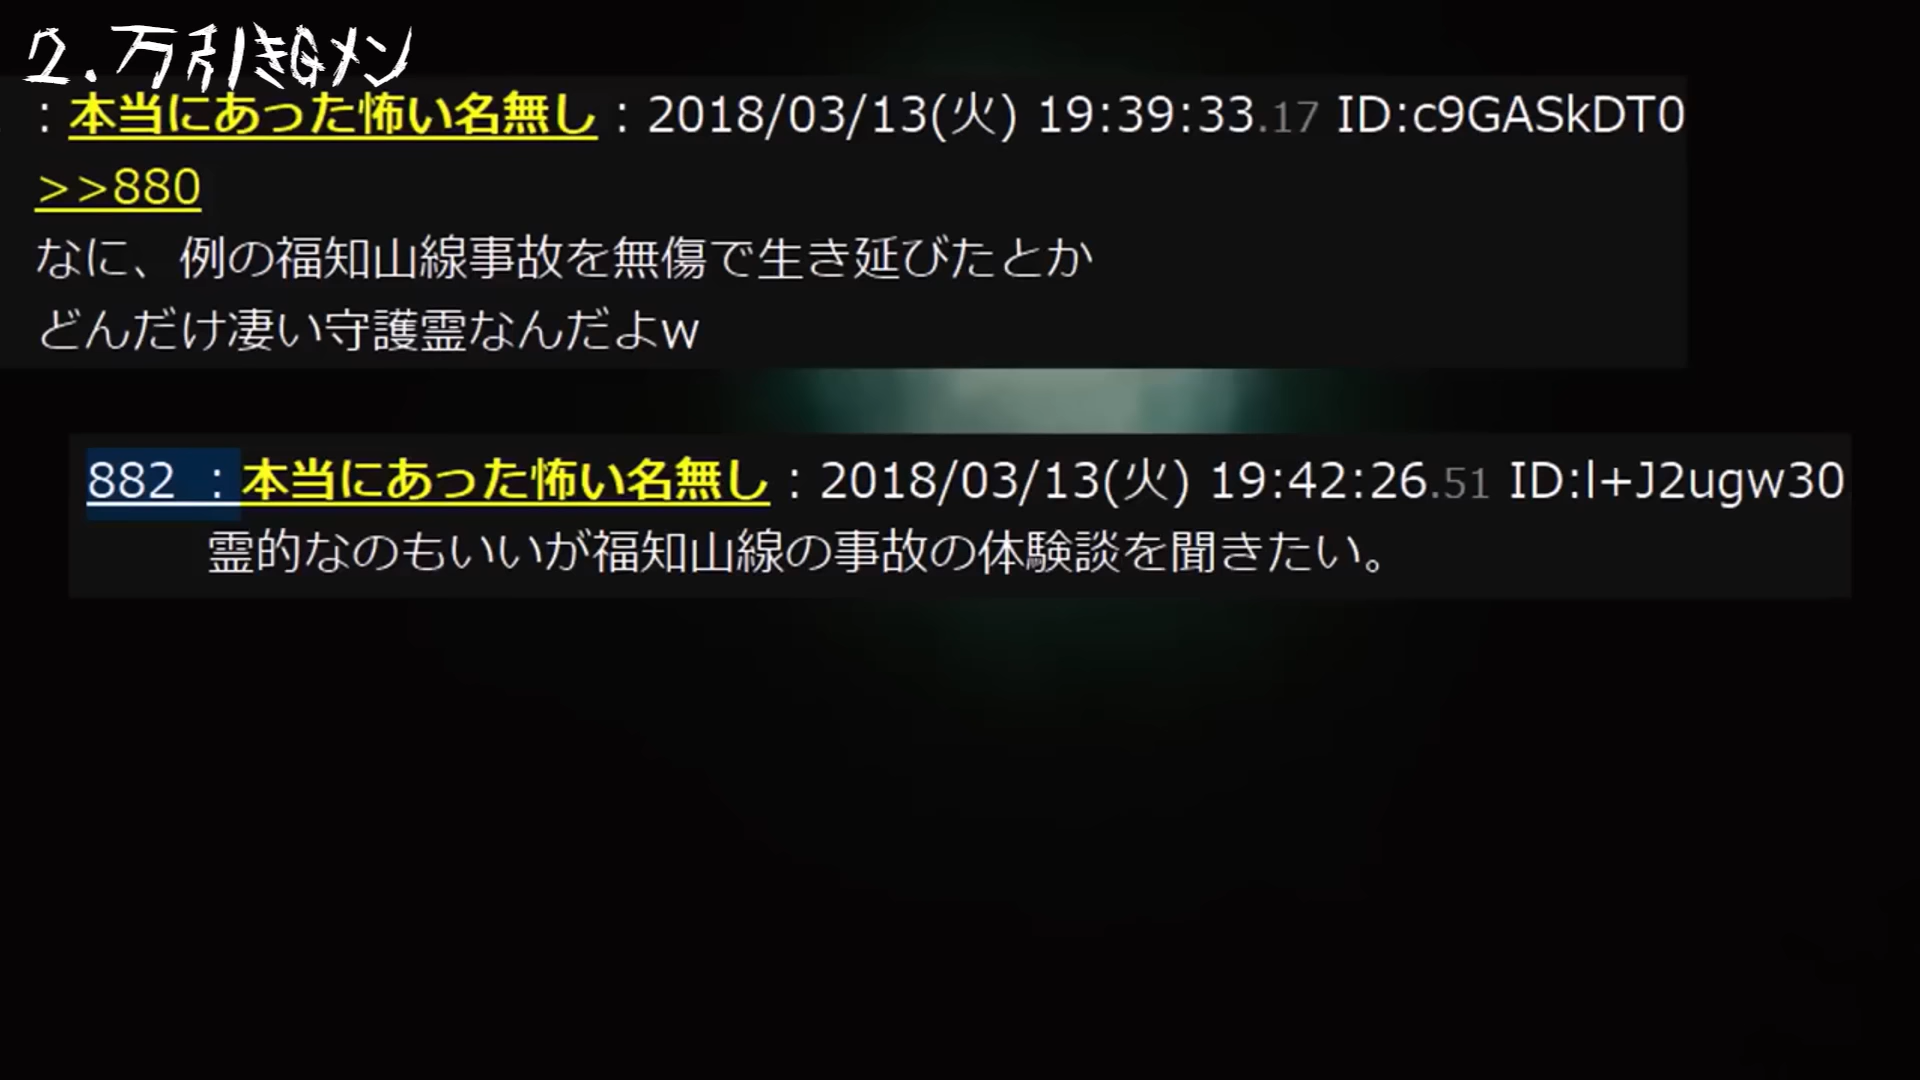 2.万引きGメン
：本当にあった怖い名無し：2018/03/13(火) 19:39:33.17 ID:c9GASkDT0
>>880
なに、例の福知山線事故を無傷で生き延びたとか
どんだけ凄い守護霊なんだよw
882 ：本当にあった怖い名無し：2018/03/13(火) 19:42:26.51 ID:l+J2ugw30
霊的なのもいいが福知山線の事故の体験談を聞きたい。